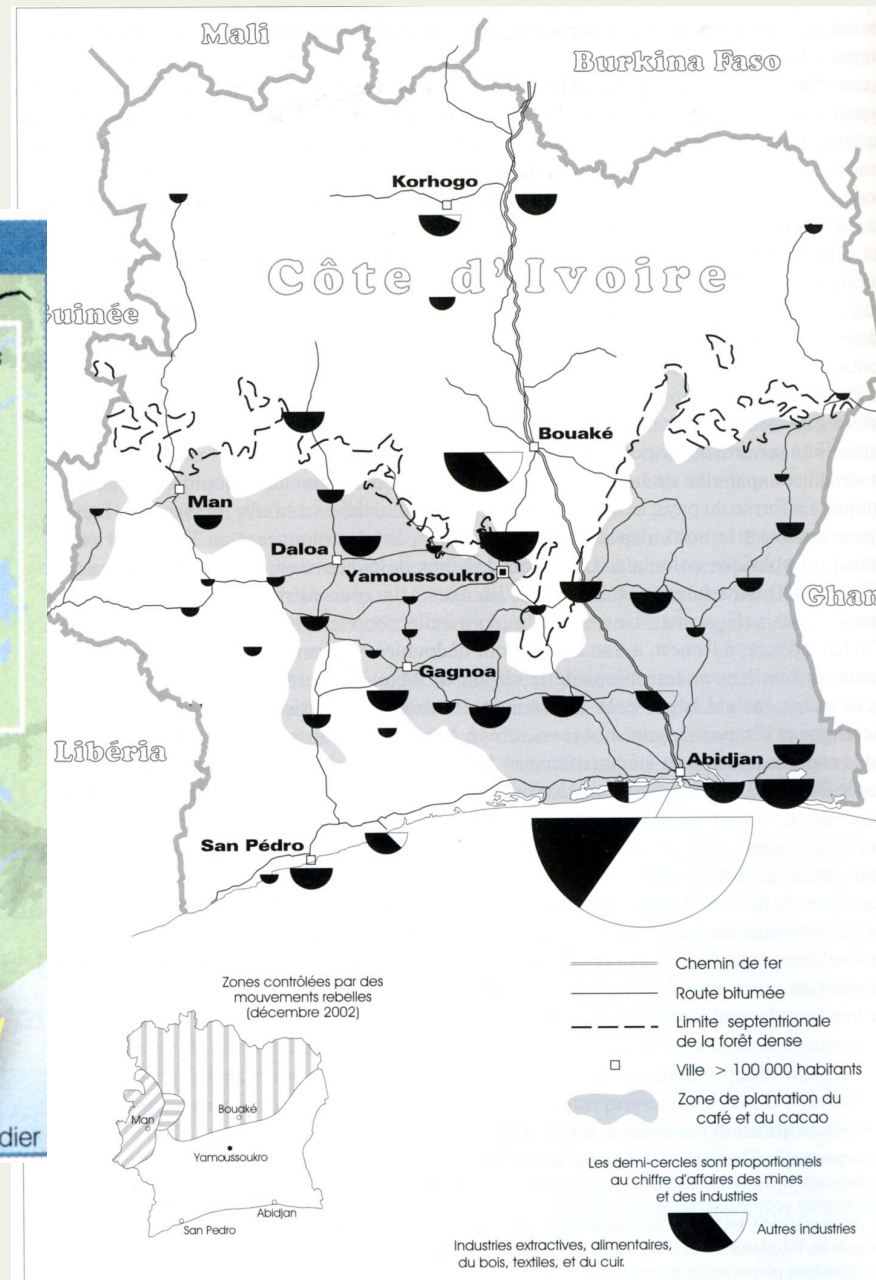 Mali
Burkina Faso
Korhogo
Côte d'Ivoire
uinée
Bouaké
Man
Daloa
Yamoussoukro
Ghan
Gagnoa
Libéria
Abidjan
San Pédro
Zones contrôlées par des
mouvements rebelles
(décembre 2002)
Man
Bouaké
Yamoussoukro
Abidjan
San Pedro
Chemin de fer
Route bitumée
Limite septentrionale
de la forêt dense
Ville > 100 000 habitants
Zone de plantation du
café et du cacao
Les demi-cercles sont proportionnels
au chiffre d'affaires des mines
et des industries
Autres industries
Industries extractives, alimentaires,
du bois, textiles, et du cuir.
dier